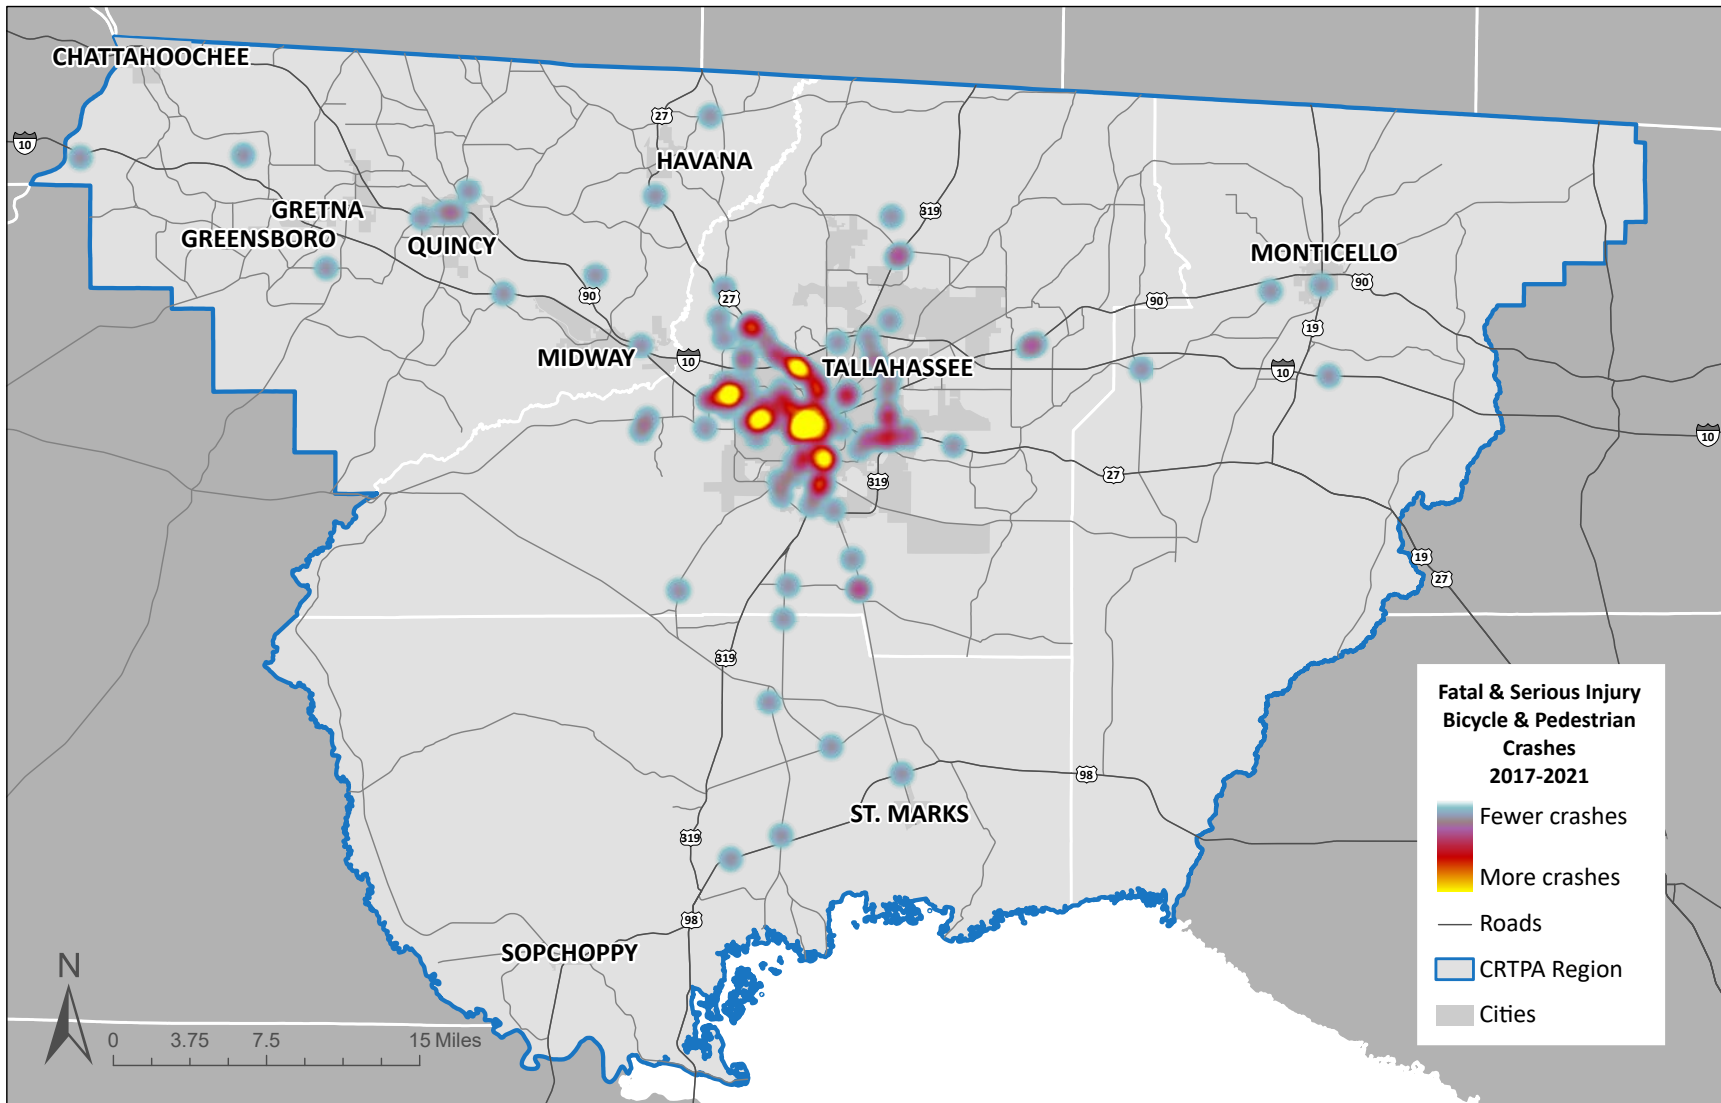 CHATTAHOOCHEE
27
10
HAVANA
GRETNA
319
GREENSBORO
QUINCY
MONTICELLO
90
27
90
90
19
MIDWAY
10
TALLAHASSEE
10
10
27
319
19
27
319
98
ST. MARKS
319
98
SOPCHOPPY
N
0 3.75 7.5 15 Miles
Fatal & Serious Injury
Bicycle & Pedestrian
Crashes
2017-2021
Fewer crashes
More crashes
Roads
CRTPA Region
Cities